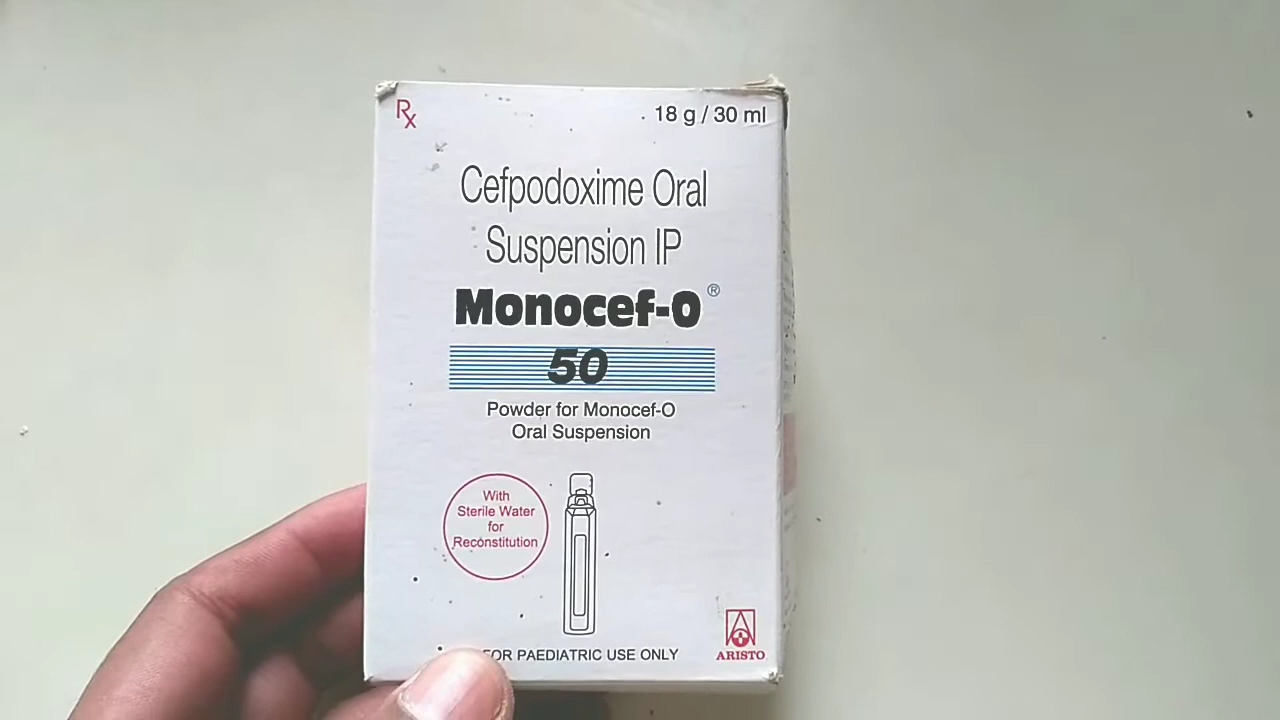 Rx
18 g / 30 ml
Cefpodoxime Oral
Suspension IP
Monocef-O®
50
Powder for Monocef-O
Oral Suspension
With
Sterile Water
for
Reconstitution
FOR PAEDIATRIC USE ONLY
ARISTO